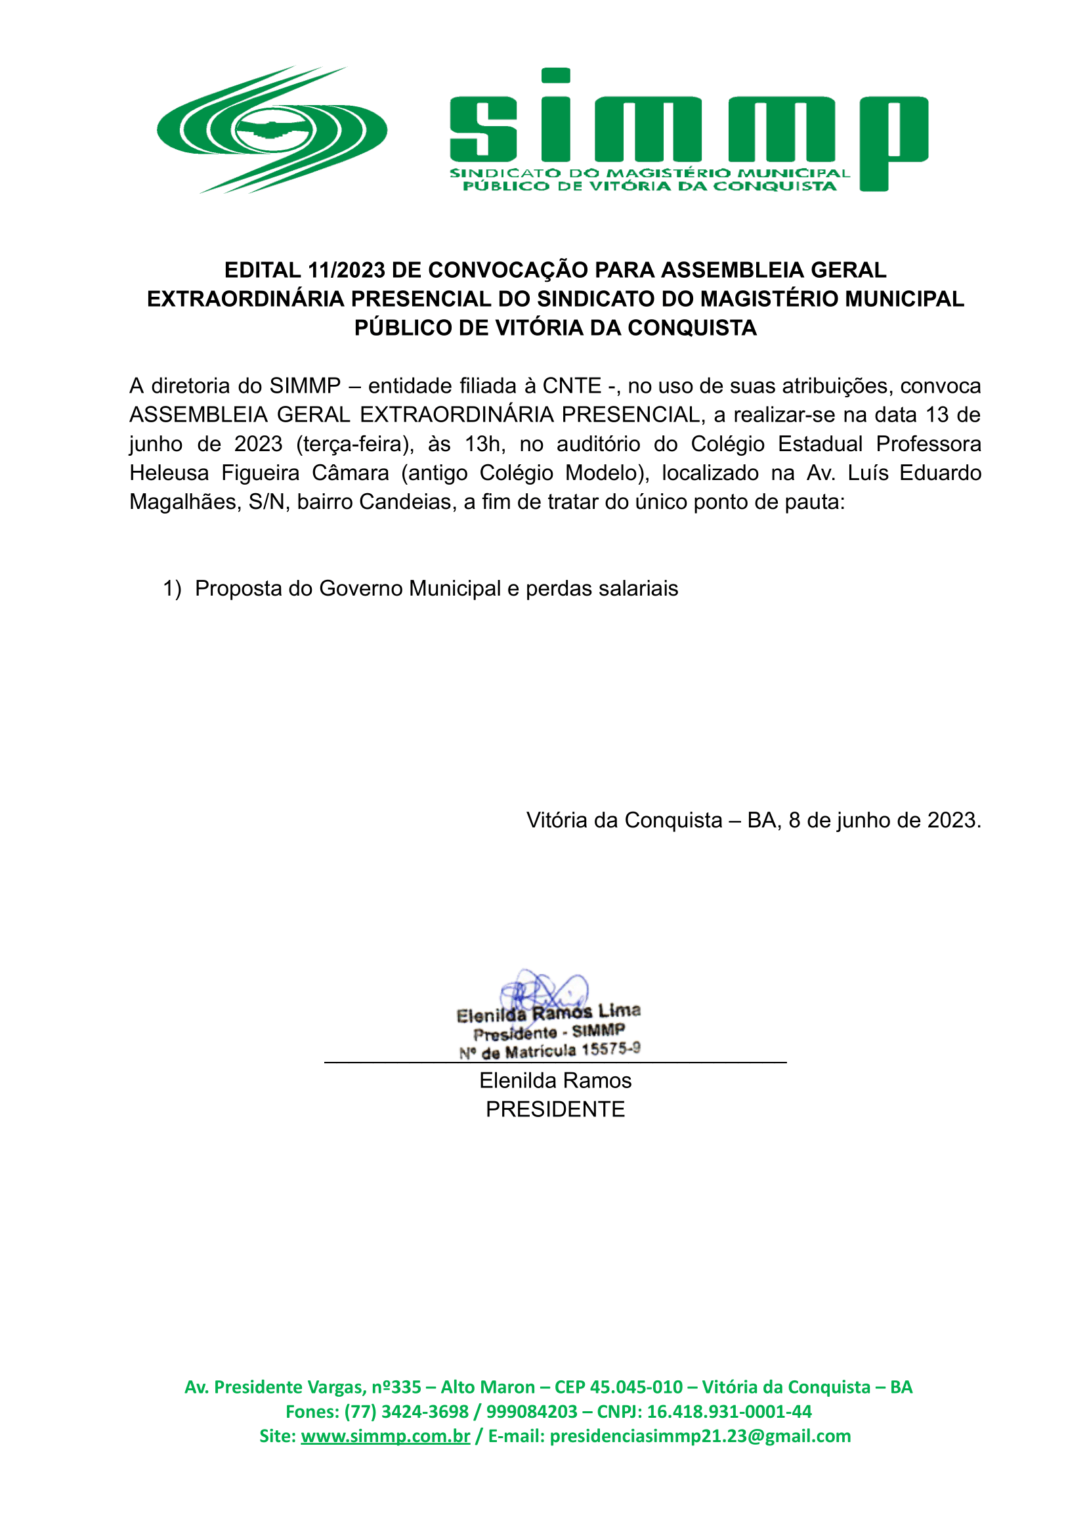 simmp
SINDICATO DO MAGISTÉRIO MUNICIPAL
PÚBLICO DE VITÓRIA DA CONQUISTA
EDITAL 11/2023 DE CONVOCAÇÃO PARA ASSEMBLEIA GERAL
EXTRAORDINÁRIA PRESENCIAL DO SINDICATO DO MAGISTÉRIO MUNICIPAL
PÚBLICO DE VITÓRIA DA CONQUISTA
A diretoria do SIMMP – entidade filiada à CNTE -, no uso de suas atribuições, convoca
ASSEMBLEIA GERAL EXTRAORDINÁRIA PRESENCIAL, a realizar-se na data 13 de
junho de 2023 (terça-feira), às 13h, no auditório do Colégio Estadual Professora
Heleusa Figueira Câmara (antigo Colégio Modelo), localizado na Av. Luís Eduardo
Magalhães, S/N, bairro Candeias, a fim de tratar do único ponto de pauta:
1) Proposta do Governo Municipal e perdas salariais
Vitória da Conquista – BA, 8 de junho de 2023.
Elenilda Ramos Lima
Presidente - SIMMP
Nº de Matrícula 15575-9
Elenilda Ramos
PRESIDENTE
Av. Presidente Vargas, nº335 – Alto Maron – CEP 45.045-010 – Vitória da Conquista – BA
Fones: (77) 3424-3698 / 999084203 – CNPJ: 16.418.931-0001-44
Site: www.simmp.com.br / E-mail: presidenciasimmp21.23@gmail.com